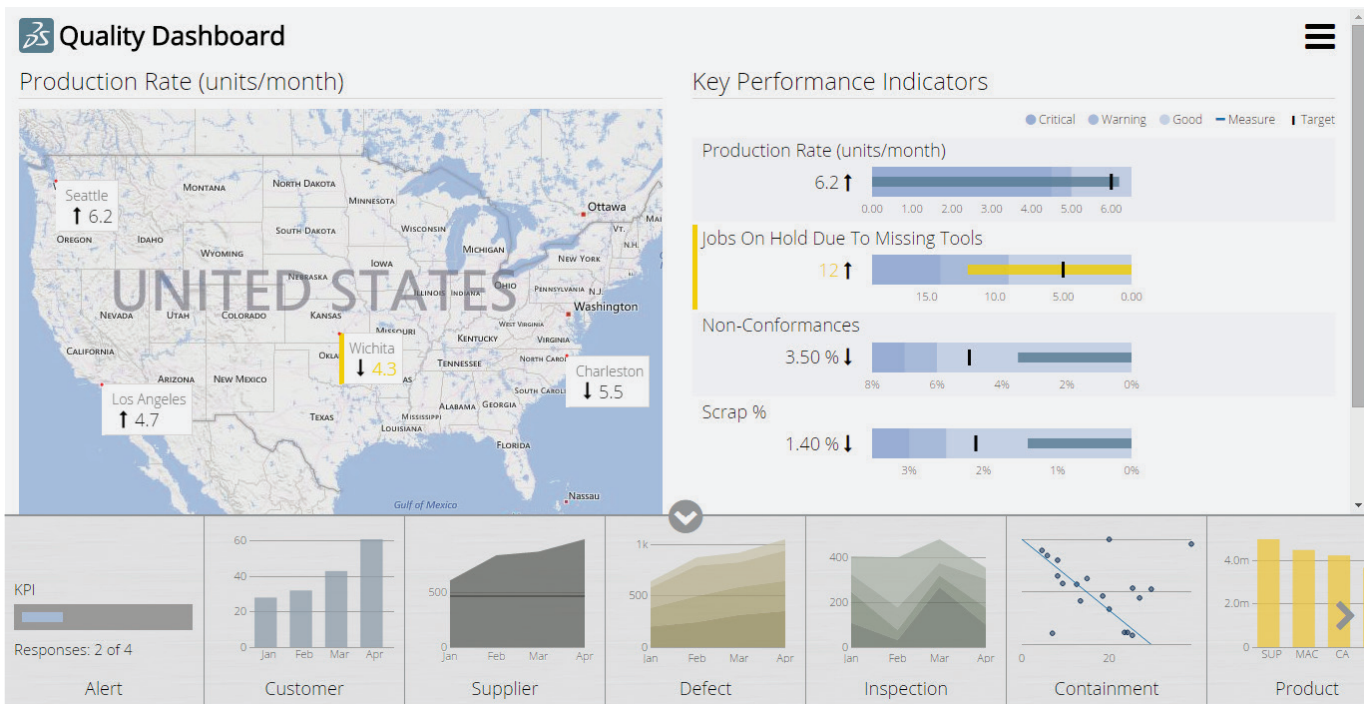 Quality Dashboard
Production Rate (units/month)
Key Performance Indicators
Critical Warning Good Measure Target
Production Rate (units/month)
6.2
0.00 1.00 2.00 3.00 4.00 5.00 6.00
Jobs On Hold Due To Missing Tools
12
15.0 10.0 5.00 0.00
Non-Conformances
3.50 %
8% 6% 4% 2% 0%
Scrap %
1.40 %
3% 2% 1% 0%
Seattle
6.2
MONTANA
NORTH DAKOTA
MINNESOTA
Ottawa
MAI
VT.
N.H.
OREGON
IDAHO
SOUTH DAKOTA
WISCONSIN
MICHIGAN
NEW YORK
WYOMING
IOWA
UNITED STATES
NEBRASKA
ILLINOIS
INDIANA
OHIO
PENNSYLVANIA
N.J.
Washington
NEVADA
UTAH
COLORADO
KANSAS
MISSOURI
WEST VIRGINIA
KENTUCKY
VIRGINIA
CALIFORNIA
OKLA
Wichita
4.3
AS
TENNESSEE
NORTH CAROL
Charleston
5.5
ARIZONA
NEW MEXICO
Los Angeles
4.7
SOUTH CAROLI
ALABAMA
GEORGIA
TEXAS
MISSISSIPPI
LOUISIANA
FLORIDA
Gulf of Mexico
Nassau
KPI
Responses: 2 of 4
Alert
60
40
20
0
Jan Feb Mar Apr
Customer
500
0
Jan Feb Mar Apr
Supplier
1k
500
0
Jan Feb Mar Apr
Defect
400
200
0
Jan Feb Mar Apr
Inspection
0 20
Containment
4.0m
2.0m
0
SUP MAC CA
Product